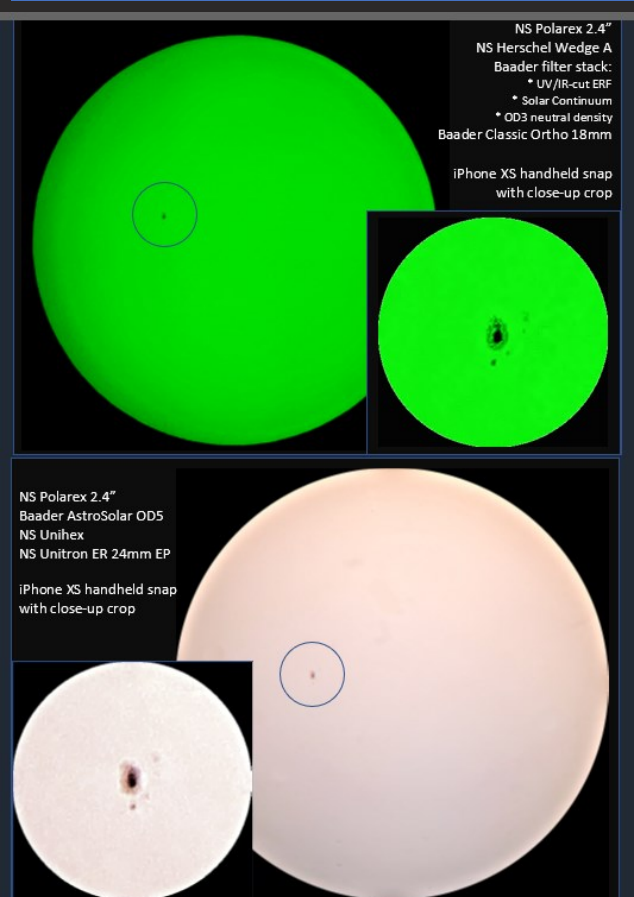 NS Polarex 2.4”
NS Herschel Wedge A
Baader filter stack:
* UV/IR-cut ERF
* Solar Continuum
* OD3 neutral density
Baader Classic Ortho 18mm
iPhone XS handheld snap
with close-up crop
NS Polarex 2.4”
Baader AstroSolar OD5
NS Unihex
NS Unitron ER 24mm EP
iPhone XS handheld snap
with close-up crop